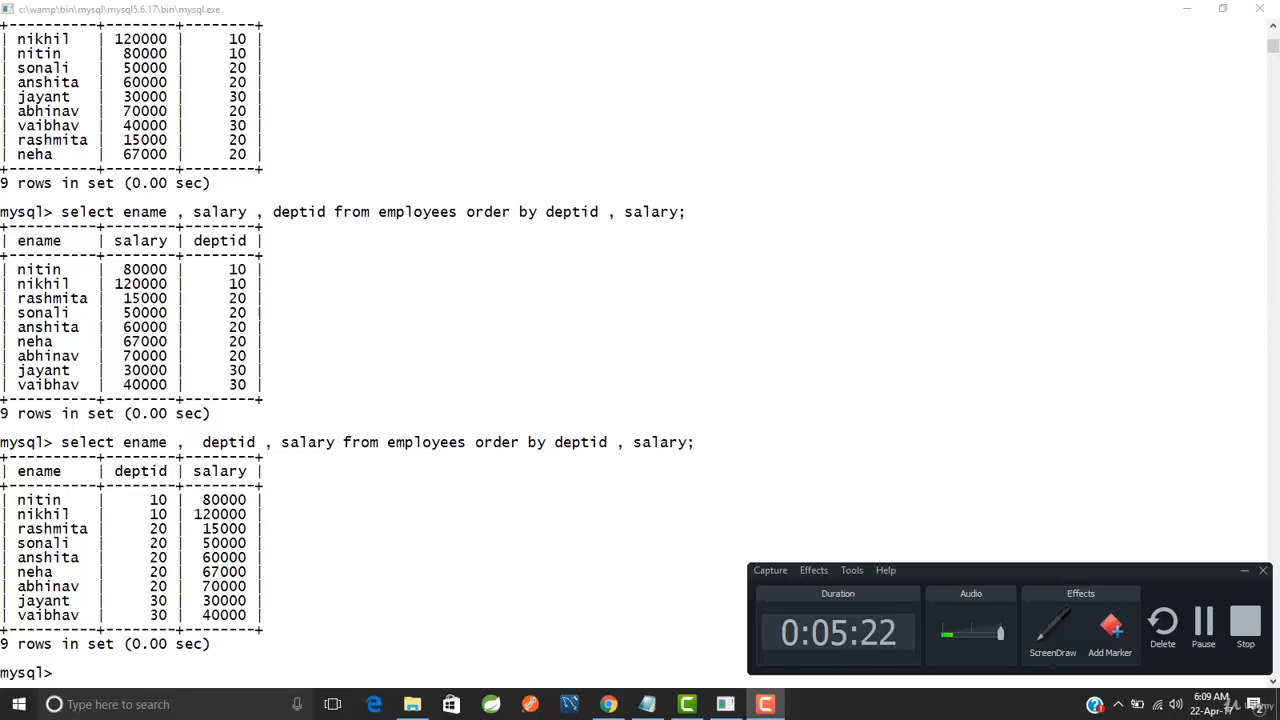 c:\wamp\bin\mysql\mysql5.6.17\bin\mysql.exe
+----------+--------+--------+
| nikhil   | 120000 |     10 |
| nitin    |  80000 |     10 |
| sonali   |  50000 |     20 |
| anshita  |  60000 |     20 |
| jayant   |  30000 |     30 |
| abhinav  |  70000 |     20 |
| vaibhav  |  40000 |     30 |
| rashmita |  15000 |     20 |
| neha     |  67000 |     20 |
+----------+--------+--------+
9 rows in set (0.00 sec)
mysql> select ename , salary , deptid from employees order by deptid , salary;
+----------+--------+--------+
| ename    | salary | deptid |
+----------+--------+--------+
| nitin    |  80000 |     10 |
| nikhil   | 120000 |     10 |
| rashmita |  15000 |     20 |
| sonali   |  50000 |     20 |
| anshita  |  60000 |     20 |
| neha     |  67000 |     20 |
| abhinav  |  70000 |     20 |
| jayant   |  30000 |     30 |
| vaibhav  |  40000 |     30 |
+----------+--------+--------+
9 rows in set (0.00 sec)
mysql> select ename ,  deptid , salary from employees order by deptid , salary;
+----------+--------+--------+
| ename    | deptid | salary |
+----------+--------+--------+
| nitin    |     10 |  80000 |
| nikhil   |     10 | 120000 |
| rashmita |     20 |  15000 |
| sonali   |     20 |  50000 |
| anshita  |     20 |  60000 |
| neha     |     20 |  67000 |
| abhinav  |     20 |  70000 |
| jayant   |     30 |  30000 |
| vaibhav  |     30 |  40000 |
+----------+--------+--------+
9 rows in set (0.00 sec)
mysql>
Capture Effects Tools Help
Duration Audio Effects
0:05:22
ScreenDraw Add Marker Delete Pause Stop
Type here to search
6:09 AM
22-Apr-